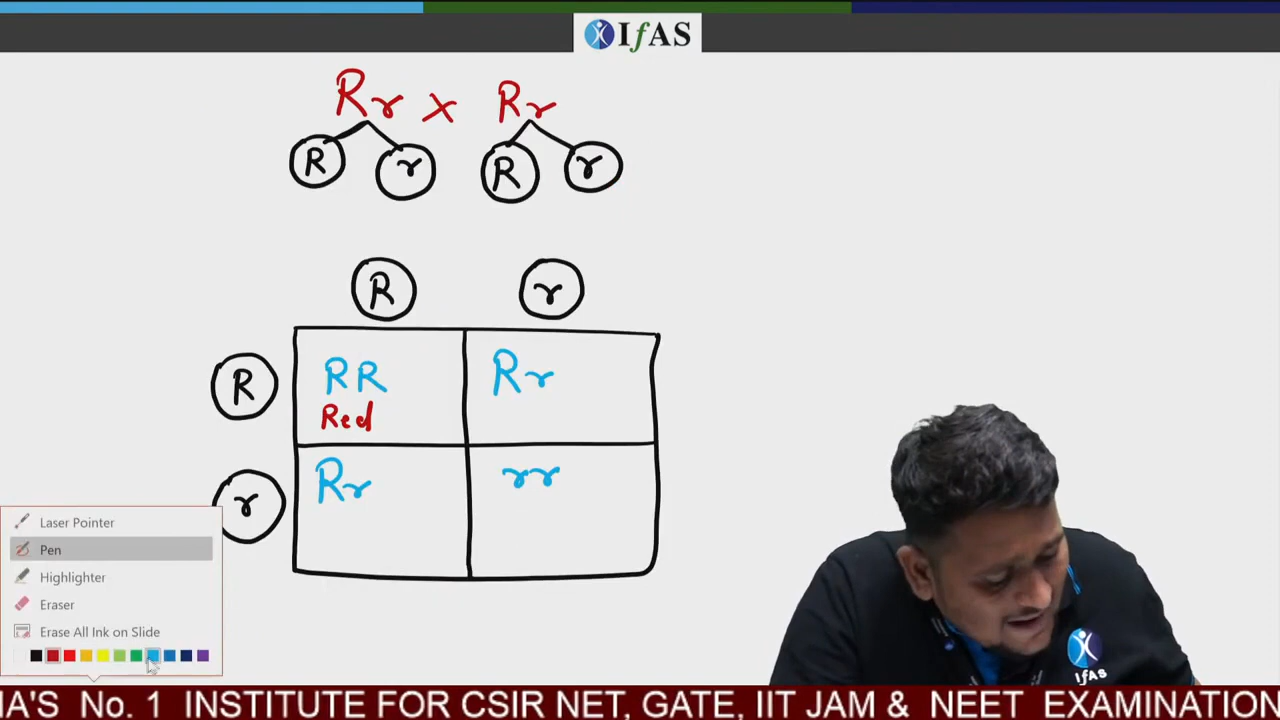 IfAS
Rr x Rr
R r R r
R r
R RR Rr
Red
r Rr rr
Laser Pointer
Pen
Highlighter
Eraser
Erase All Ink on Slide
IfAS
IA'S No. 1 INSTITUTE FOR CSIR NET, GATE, IIT JAM & NEET EXAMINATION